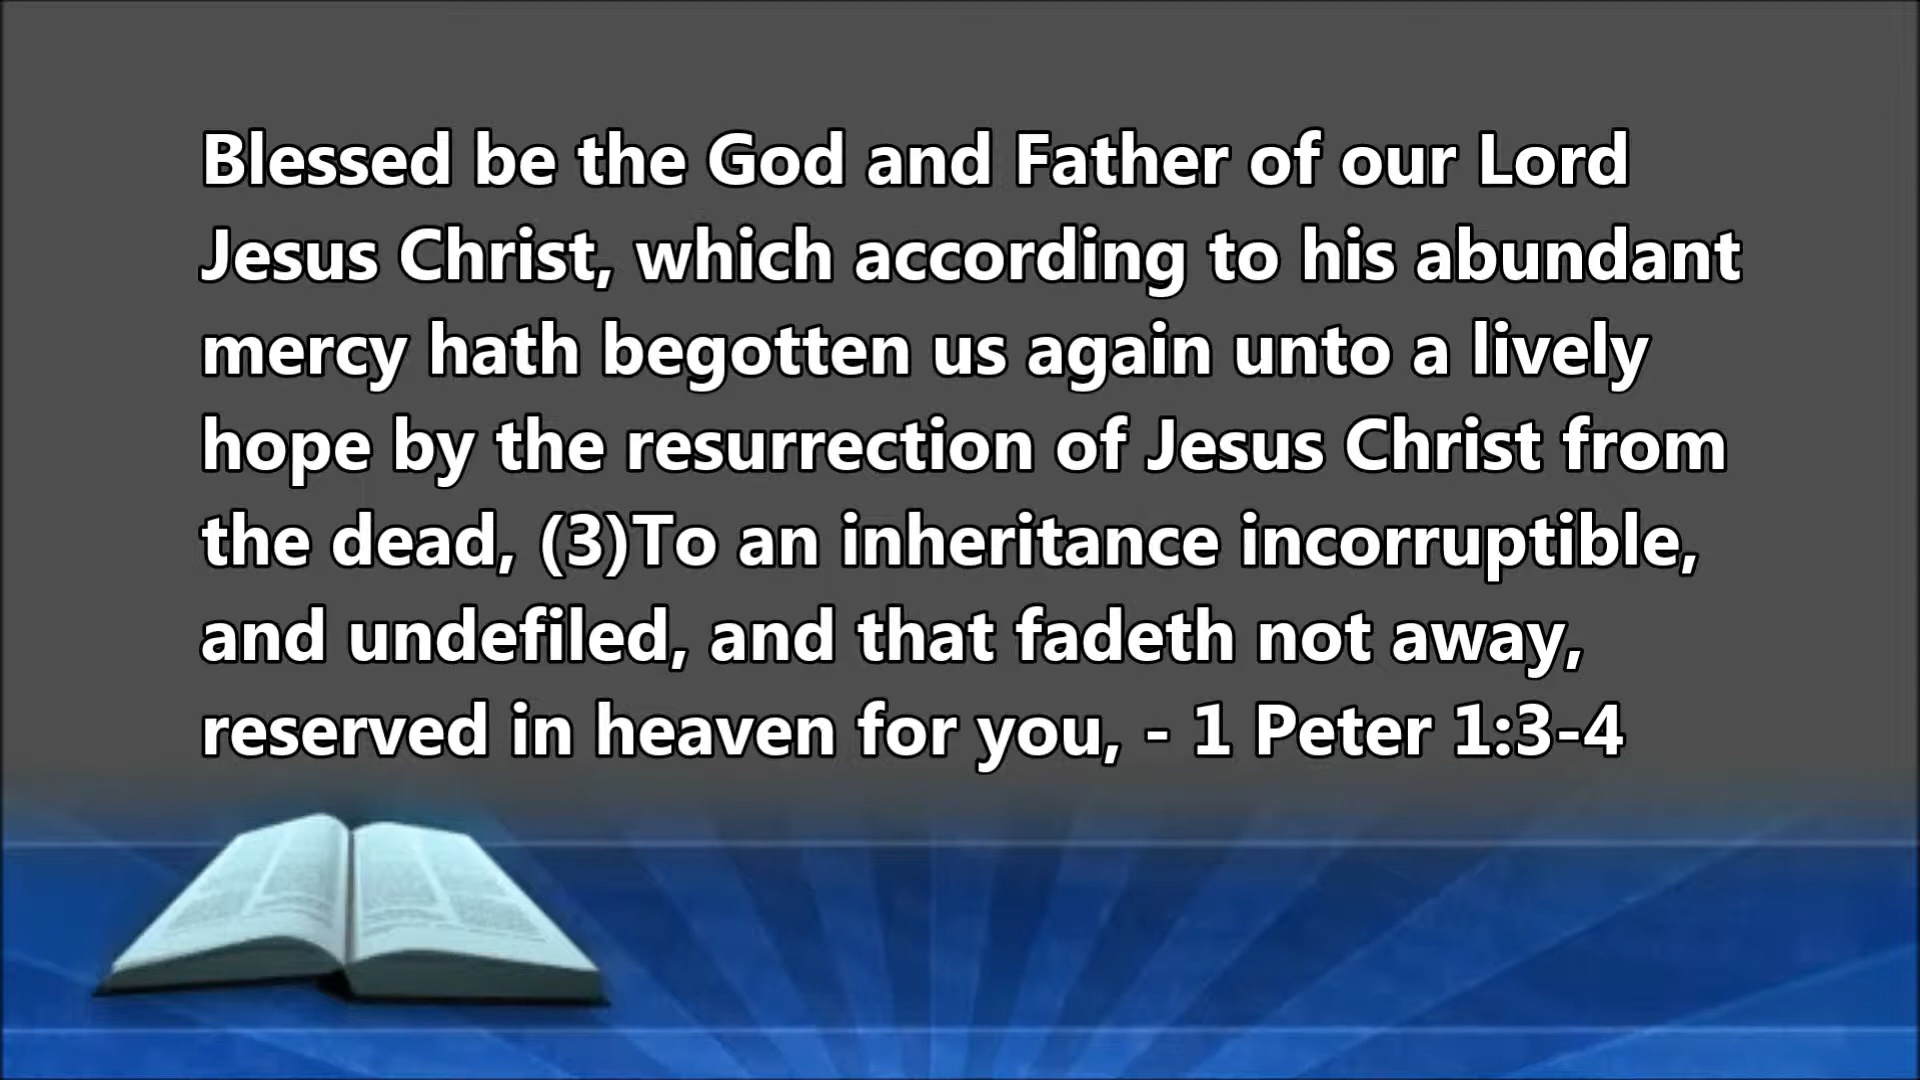 Blessed be the God and Father of our Lord
Jesus Christ, which according to his abundant
mercy hath begotten us again unto a lively
hope by the resurrection of Jesus Christ from
the dead, (3)To an inheritance incorruptible,
and undefiled, and that fadeth not away,
reserved in heaven for you, - 1 Peter 1:3-4